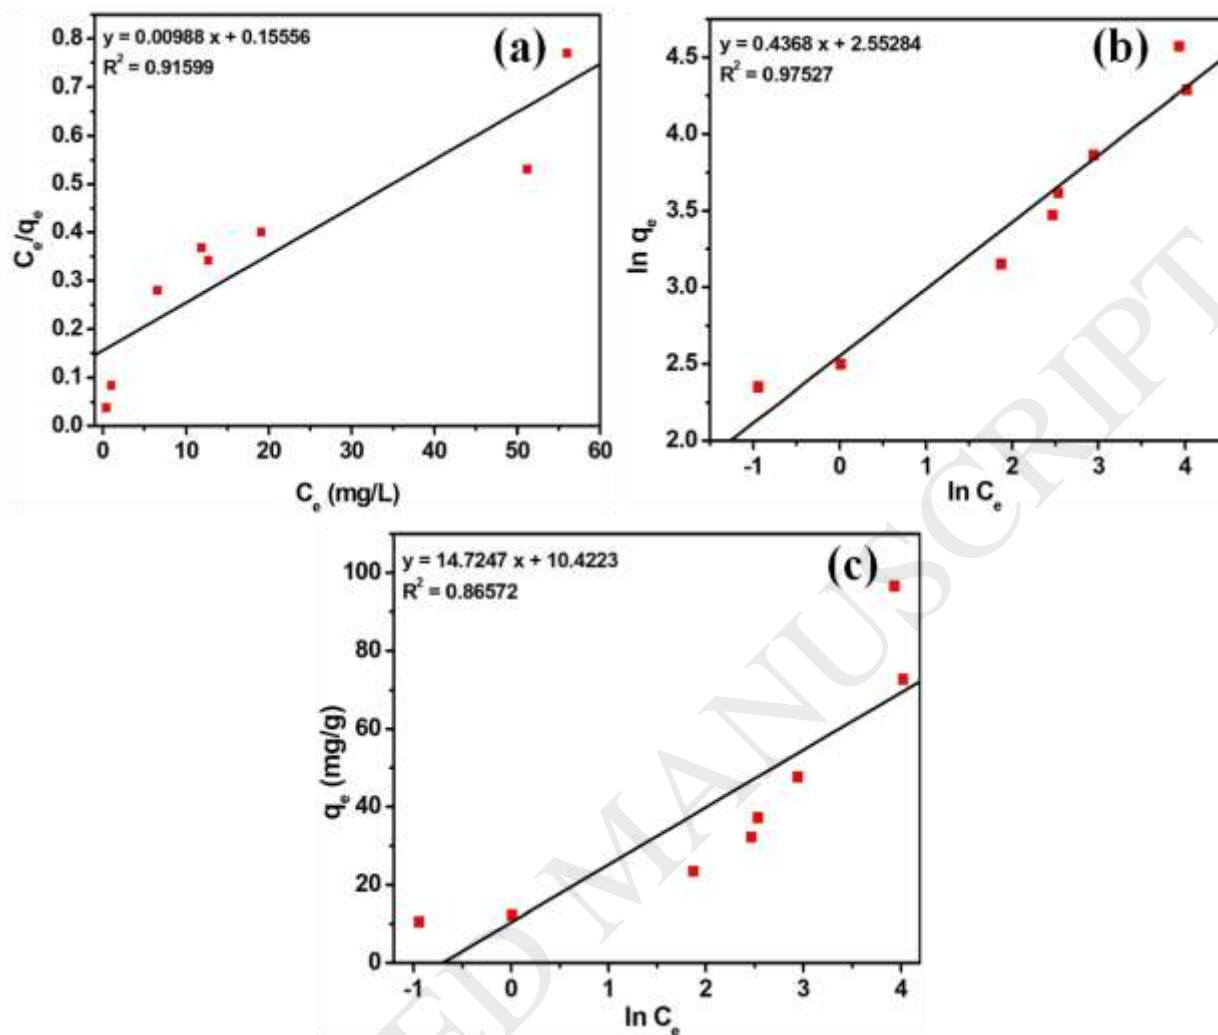 y = 0.00988 x + 0.15556
R² = 0.91599
(a)
0.8
0.7
0.6
0.5
0.4
0.3
0.2
0.1
0.0
Cₑ/qₑ
0 10 20 30 40 50 60
Cₑ (mg/L)
y = 0.4368 x + 2.55284
R² = 0.97527
(b)
4.5
4.0
3.5
3.0
2.5
2.0
ln qₑ
-1 0 1 2 3 4
ln Cₑ
y = 14.7247 x + 10.4223
R² = 0.86572
(c)
100
80
60
40
20
0
qₑ (mg/g)
-1 0 1 2 3 4
ln Cₑ
ED MANUSCRIPT